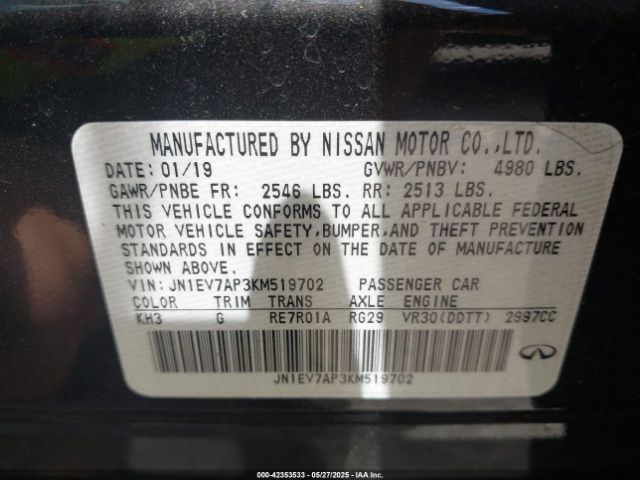 MANUFACTURED BY NISSAN MOTOR CO.,LTD.
DATE: 01/19 GVWR/PNBV: 4980 LBS.
GAWR/PNBE FR: 2546 LBS. RR: 2513 LBS.
THIS VEHICLE CONFORMS TO ALL APPLICABLE FEDERAL
MOTOR VEHICLE SAFETY,BUMPER,AND THEFT PREVENTION
STANDARDS IN EFFECT ON THE DATE OF MANUFACTURE
SHOWN ABOVE.
VIN: JN1EV7AP3KM519702 PASSENGER CAR
COLOR TRIM TRANS AXLE ENGINE
KH3 G RE7R01A RG29 VR30(DDTT) 2997CC
JN1EV7AP3KM519702
000-42353533 - 05/27/2025 - IAA Inc.